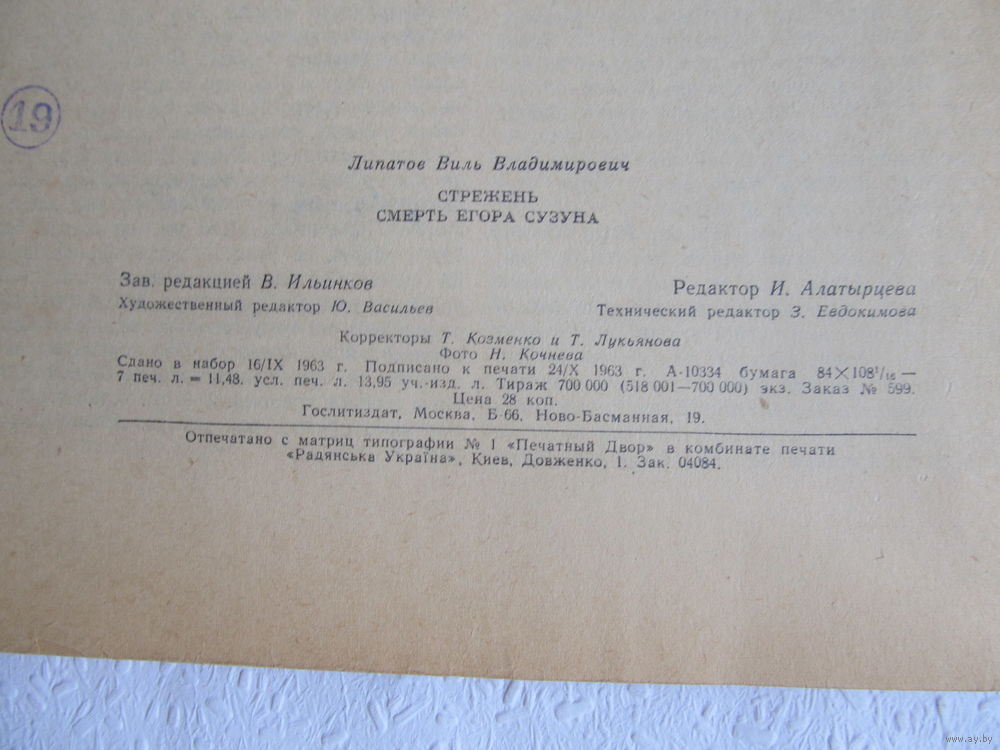 19
Липатов Виль Владимирович
СТРЕЖЕНЬ
СМЕРТЬ ЕГОРА СУЗУНА
Зав. редакцией В. Ильинков
Редактор И. Алатырцева
Художественный редактор Ю. Васильев
Технический редактор З. Евдокимова
Корректоры Т. Козменко и Т. Лукьянова
Фото Н. Кочнева
Сдано в набор 16/IX 1963 г. Подписано к печати 24/X 1963 г. А-10334 бумага 84×108¹/₁₆—
7 печ. л. = 11,48. усл. печ. л. 13,95 уч.-изд. л. Тираж 700 000 (518 001—700 000) экз. Заказ № 599.
Цена 28 коп.
Гослитиздат, Москва, Б-66, Ново-Басманная, 19.
Отпечатано с матриц типографии № 1 «Печатный Двор» в комбинате печати
«Радянська Україна», Киев, Довженко, 1. Зак. 04084.
www.ay.by